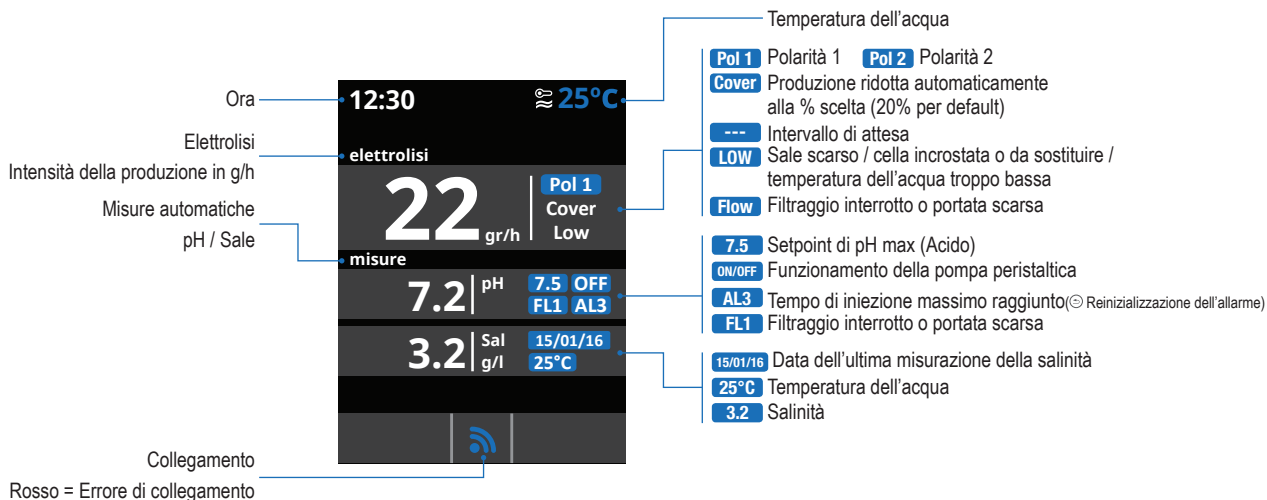 Ora
Elettrolisi
Intensità della produzione in g/h
Misure automatiche
pH / Sale
Collegamento
Rosso = Errore di collegamento
12:30 25°C
elettrolisi
22 gr/h Pol 1
Cover
Low
misure
7.2 pH 7.5 OFF
FL1 AL3
3.2 Sal g/l 15/01/16
25°C
Temperatura dell'acqua
Pol 1 Polarità 1 Pol 2 Polarità 2
Cover Produzione ridotta automaticamente
alla % scelta (20% per default)
--- Intervallo di attesa
LOW Sale scarso / cella incrostata o da sostituire /
temperatura dell'acqua troppo bassa
Flow Filtraggio interrotto o portata scarsa
7.5 Setpoint di pH max (Acido)
ON/OFF Funzionamento della pompa peristaltica
AL3 Tempo di iniezione massimo raggiunto(⊝ Reinizializzazione dell'allarme)
FL1 Filtraggio interrotto o portata scarsa
15/01/16 Data dell'ultima misurazione della salinità
25°C Temperatura dell'acqua
3.2 Salinità